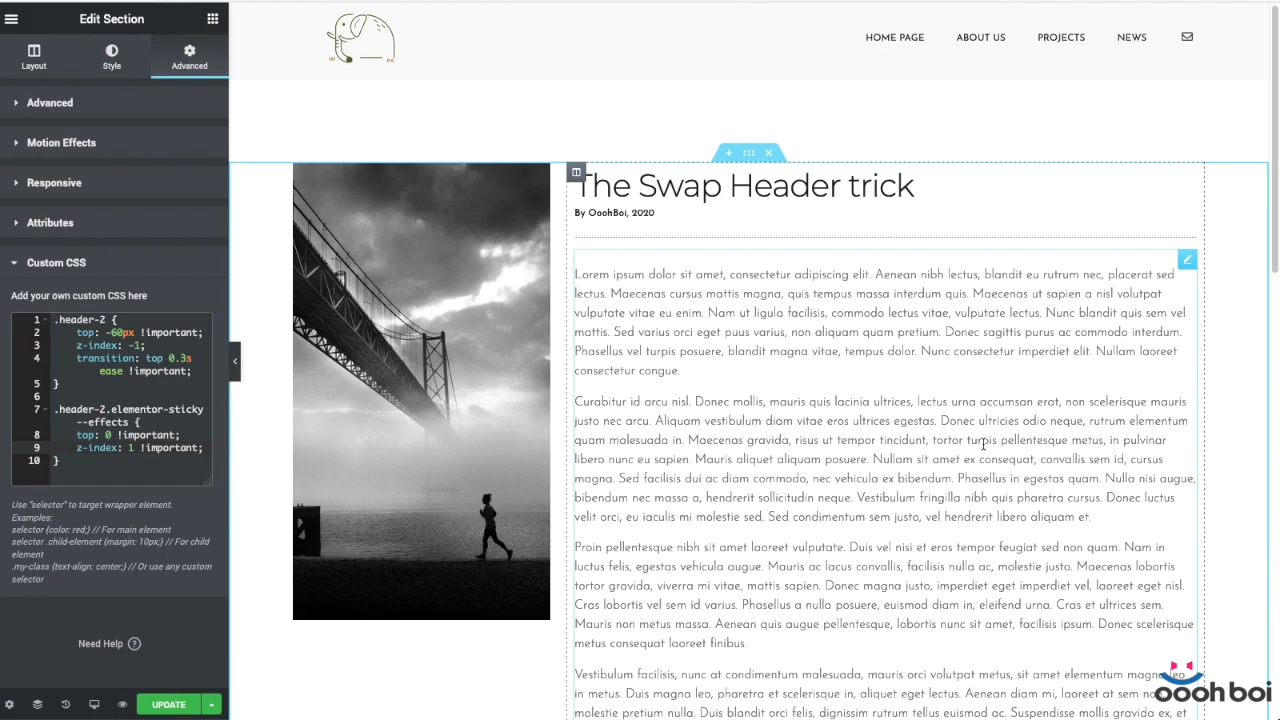 Edit Section
Layout
Style
Advanced
Advanced
Motion Effects
Responsive
Attributes
Custom CSS
Add your own custom CSS here
1 .header-2 {
2 top: -60px !important;
3 z-index: -1;
4 transition: top 0.3s
ease !important;
5 }
6
7 .header-2.elementor-sticky
--effects {
8 top: 0 !important;
9 z-index: 1 !important;
10 }
Use "selector" to target wrapper element.
Examples:
selector {color: red;} // For main element
selector .child-element {margin: 10px;} // For child
element
.my-class {text-align: center;} // Or use any custom
selector
Need Help ?
UPDATE
HOME PAGE
ABOUT US
PROJECTS
NEWS
The Swap Header trick
By OoohBoi, 2020
Lorem ipsum dolor sit amet, consectetur adipiscing elit. Aenean nibh lectus, blandit eu rutrum nec, placerat sed
lectus. Maecenas cursus mattis magna, quis tempus massa interdum quis. Maecenas ut sapien a nisl volutpat
vulputate vitae eu enim. Nam ut ligula facilisis, commodo lectus vitae, vulputate lectus. Nunc blandit quis sem vel
mattis. Sed varius orci eget puus varius, non aliquam quam pretium. Donec sagittis purus ac commodo interdum.
Phasellus vel turpis posuere, blandit magna vitae, tempus dolor. Nunc consectetur imperdiet elit. Nullam laoreet
consectetur congue.
Curabitur id arcu nisl. Donec mollis, mauris quis lacinia ultrices, lectus urna accumsan erat, non scelerisque mauris
justo nec arcu. Aliquam vestibulum diam vitae eros ultrices egestas. Donec ultricies odio neque, rutrum elementum
quam malesuada in. Maecenas gravida, risus ut tempor tincidunt, tortor turpis pellentesque metus, in pulvinar
libero nunc eu sapien. Mauris aliquet aliquam posuere. Nullam sit amet ex consequat, convallis sem id, cursus
magna. Sed facilisis dui ac diam commodo, nec vehicula ex bibendum. Phasellus in egestas quam. Nulla nisi augue,
bibendum nec massa a, hendrerit sollicitudin neque. Vestibulum fringilla nibh quis pharetra cursus. Donec luctus
velit orci, eu iaculis mi molestie sed. Sed condimentum sem justo, vel hendrerit libero aliquam et.
Proin pellentesque nibh sit amet laoreet vulputate. Duis vel nisi et eros tempor feugiat sed non quam. Nam in
luctus felis, egestas vehicula augue. Mauris ac lacus convallis, facilisis nulla ac, molestie justo. Maecenas lobortis
tortor gravida, viverra mi vitae, mattis sapien. Donec magna justo, imperdiet eget imperdiet vel, laoreet eget nisl.
Cras lobortis vel sem id varius. Phasellus a nulla posuere, euismod diam in, eleifend urna. Cras et ultrices sem.
Mauris non metus massa. Aenean quis augue pellentesque, lobortis nunc sit amet, facilisis ipsum. Donec scelerisque
metus consequat laoreet finibus.
Vestibulum facilisis, nunc at condimentum malesuada, mauris orci volutpat metus, sit amet elementum magna leo
in metus. Duis magna leo, pharetra et scelerisque in, aliquet eget lectus. Aenean diam mi, laoreet at sem
molestie at risus. Duis blandit orci felis, dignissim rutrum tellus euismod ac. Suspendisse mollis gravida ex, et
oooh boi